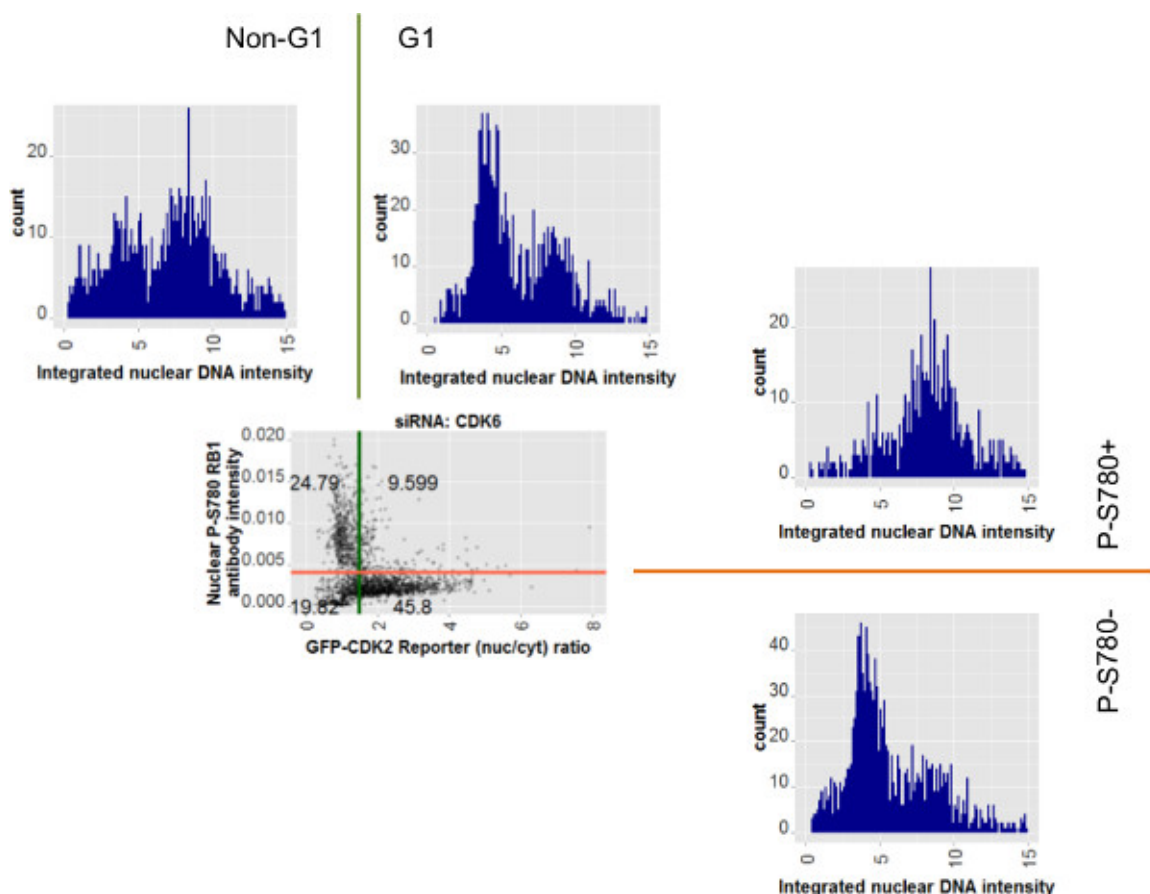 Non-G1
G1
20
10
0
count
0 5 10 15
Integrated nuclear DNA intensity
30
20
10
0
count
0 5 10 15
Integrated nuclear DNA intensity
siRNA: CDK6
0.020
0.015
0.010
0.005
0.000
Nuclear P-S780 RB1
antibody intensity
24.79
9.599
19.82
45.8
0 2 4 6 8
GFP-CDK2 Reporter (nuc/cyt) ratio
20
10
0
count
0 5 10 15
Integrated nuclear DNA intensity
P-S780+
40
30
20
10
0
count
0 5 10 15
Integrated nuclear DNA intensity
P-S780-